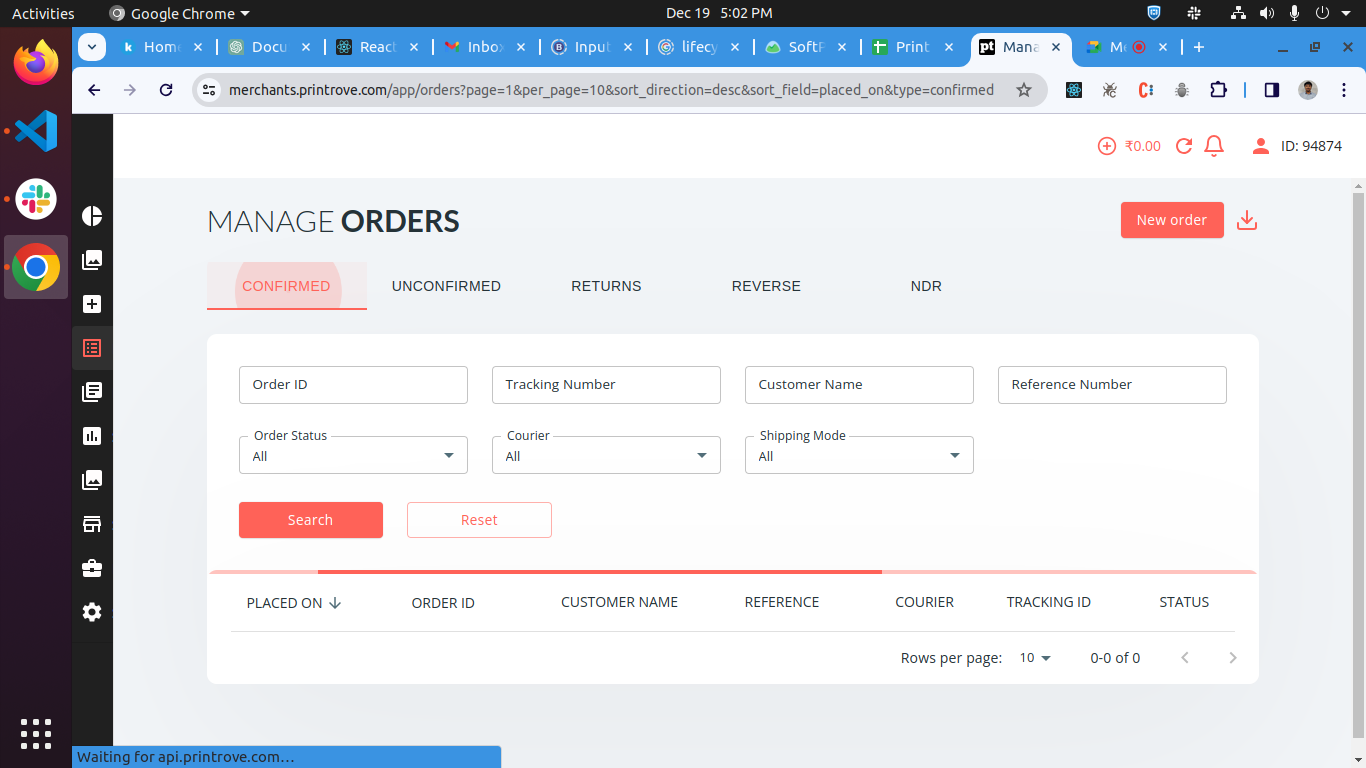 Activities
Google Chrome
Dec 19 5:02 PM
Home
Docu
React
Inbox
Input
lifecy
SoftP
Print
pt
Mana
Me
merchants.printrove.com/app/orders?page=1&per_page=10&sort_direction=desc&sort_field=placed_on&type=confirmed
₹0.00
ID: 94874
MANAGE ORDERS
New order
CONFIRMED
UNCONFIRMED
RETURNS
REVERSE
NDR
Order ID
Tracking Number
Customer Name
Reference Number
Order Status
Courier
Shipping Mode
All
All
All
Search
Reset
PLACED ON
ORDER ID
CUSTOMER NAME
REFERENCE
COURIER
TRACKING ID
STATUS
Rows per page:
10
0-0 of 0
Waiting for api.printrove.com…